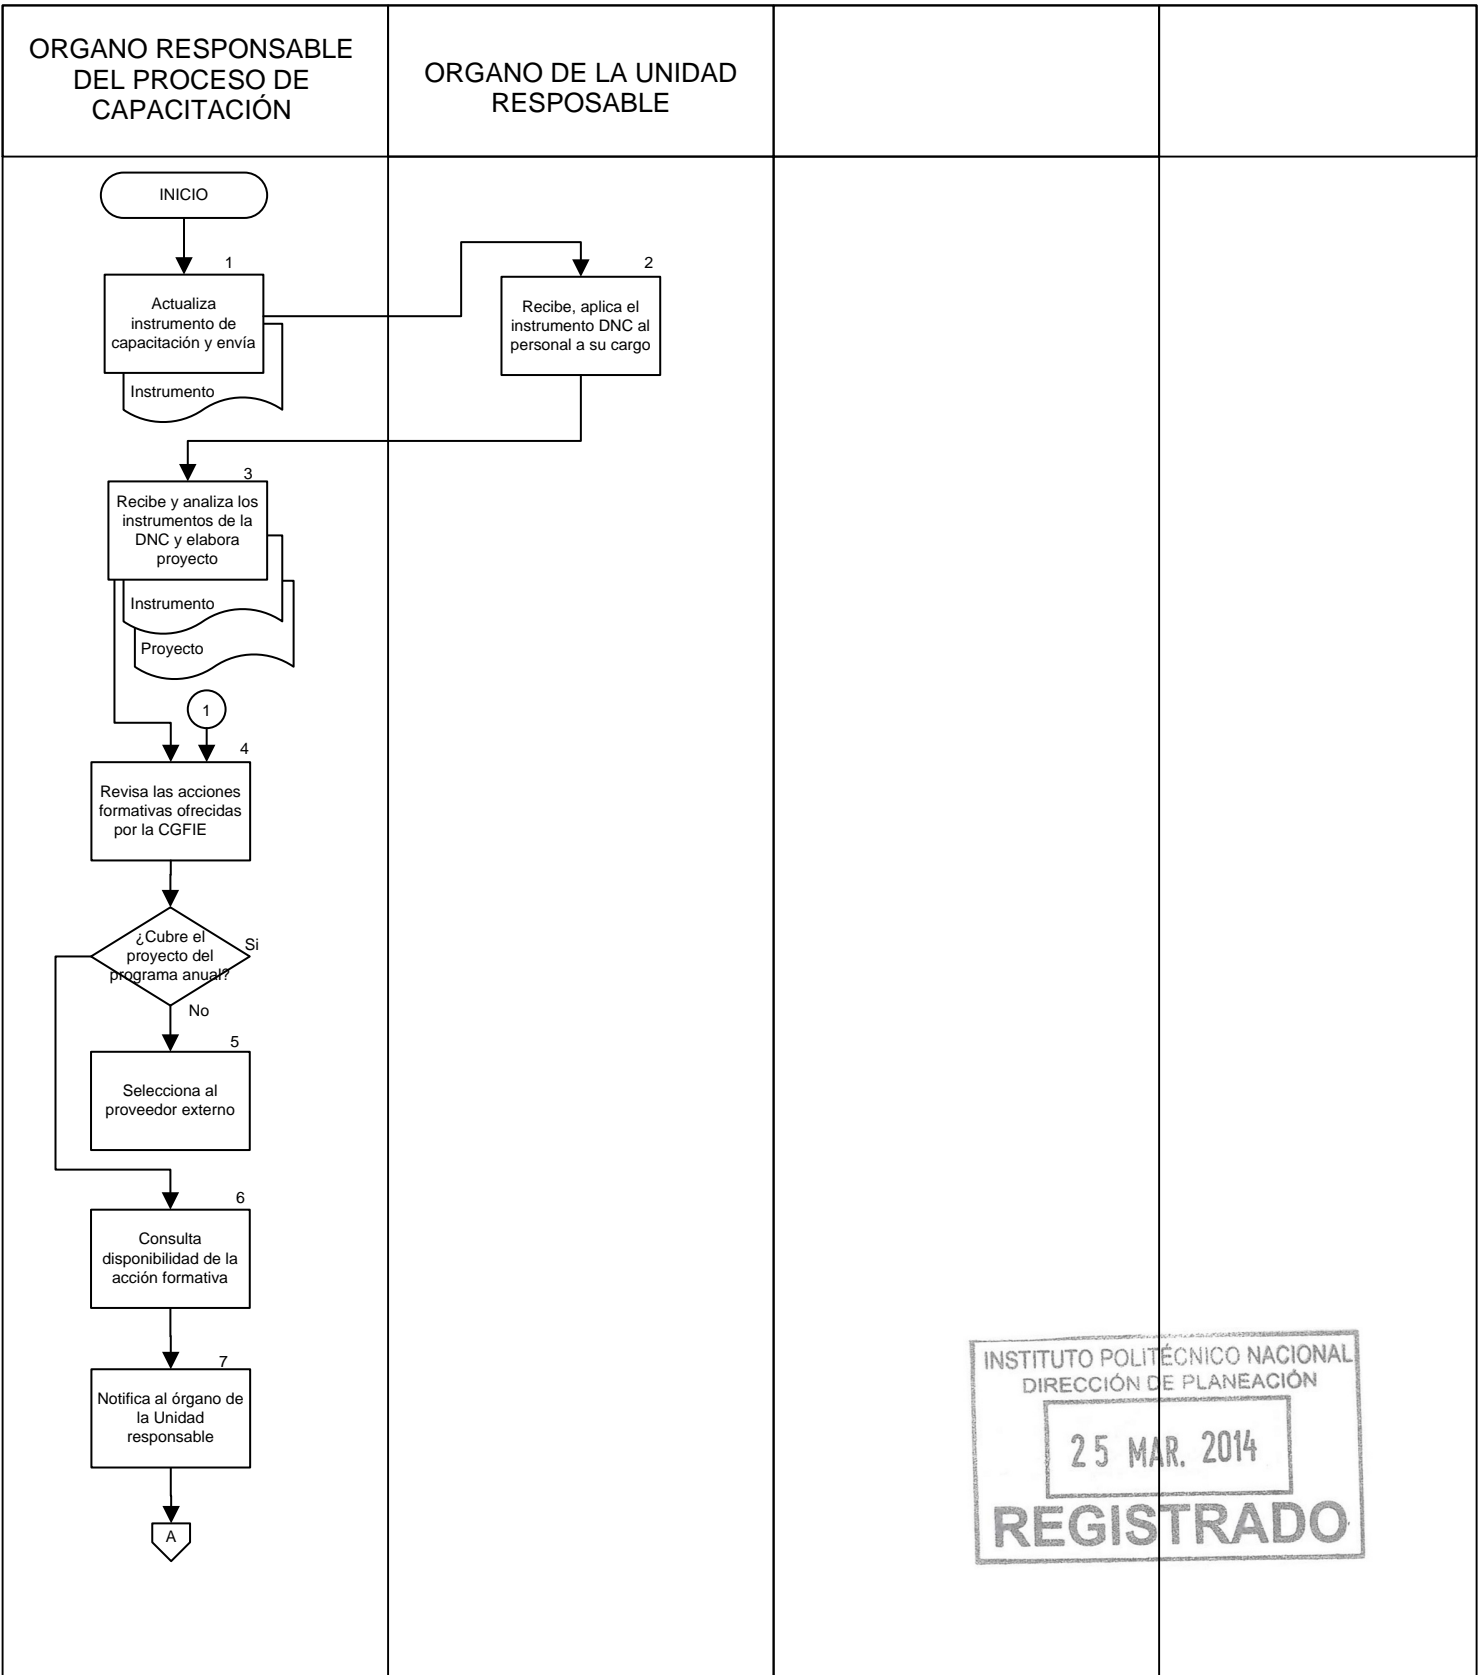 ORGANO RESPONSABLE
DEL PROCESO DE
CAPACITACIÓN
ORGANO DE LA UNIDAD
RESPOSABLE
INICIO
1
Actualiza
instrumento de
capacitación y envía
Instrumento
2
Recibe, aplica el
instrumento DNC al
personal a su cargo
3
Recibe y analiza los
instrumentos de la
DNC y elabora
proyecto
Instrumento
Proyecto
1
4
Revisa las acciones
formativas ofrecidas
por la CGFIE
¿Cubre el
proyecto del
programa anual?
Si
No
5
Selecciona al
proveedor externo
6
Consulta
disponibilidad de la
acción formativa
7
Notifica al órgano de
la Unidad
responsable
A
INSTITUTO POLITÉCNICO NACIONAL
DIRECCIÓN DE PLANEACIÓN
25 MAR. 2014
REGISTRADO